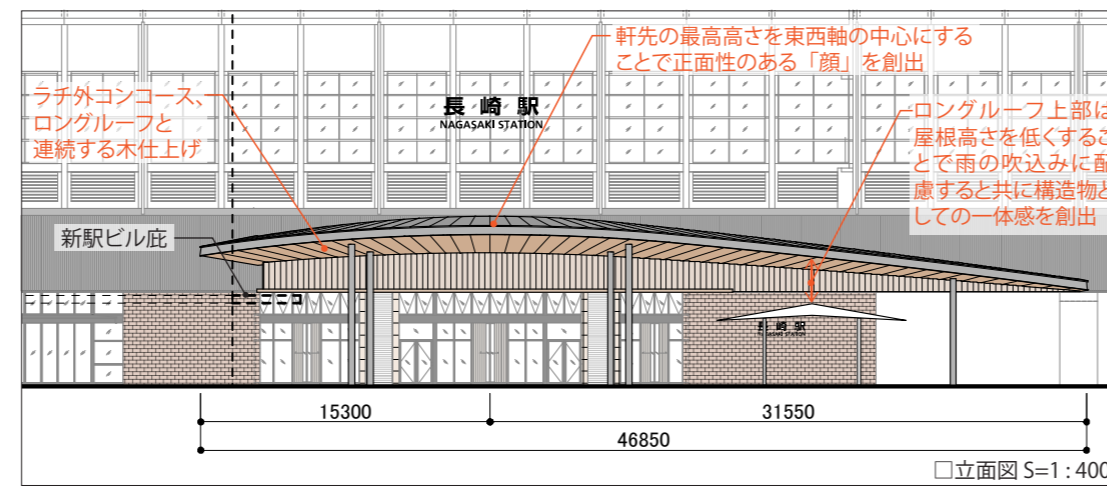 軒先の最高高さを東西軸の中心にする
ことで正面性のある「顔」を創出
ラチ外コンコース、
ロングルーフと
連続する木仕上げ
長崎駅
NAGASAKI STATION
ロングルーフ上部は
屋根高さを低くするこ
とで雨の吹込みに配
慮すると共に構造物と
しての一体感を創出
新駅ビル庇
長崎駅
NAGASAKI STATION
15300
31550
46850
□立面図 S=1 : 400